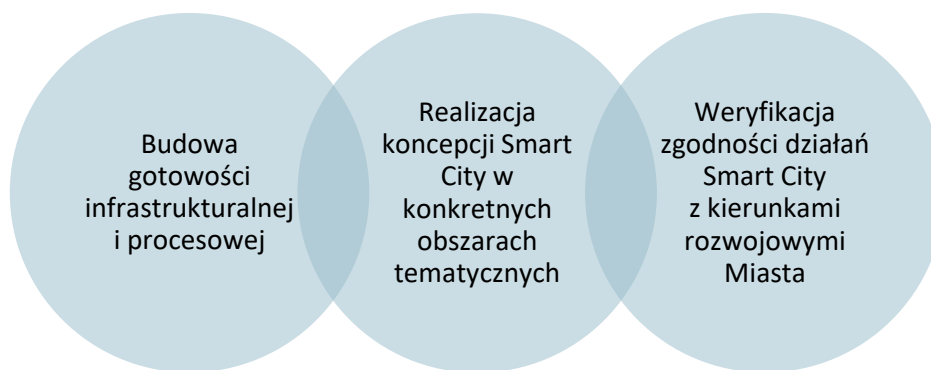 Budowa
gotowości
infrastrukturalnej
i procesowej
Realizacja
koncepcji Smart
City w
konkretnych
obszarach
tematycznych
Weryfikacja
zgodności działań
Smart City
z kierunkami
rozwojowymi
Miasta